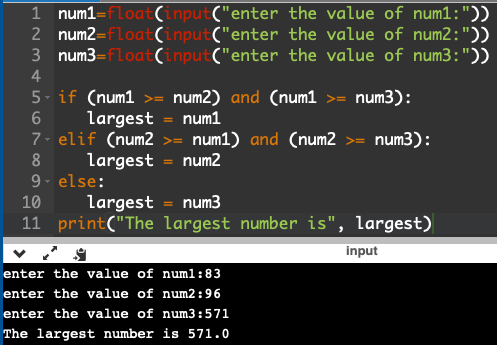 1 num1=float(input("enter the value of num1:"))
2 num2=float(input("enter the value of num2:"))
3 num3=float(input("enter the value of num3:"))
4
5 if (num1 >= num2) and (num1 >= num3):
6    largest = num1
7 elif (num2 >= num1) and (num2 >= num3):
8    largest = num2
9 else:
10    largest = num3
11 print("The largest number is", largest)
input
enter the value of num1:83
enter the value of num2:96
enter the value of num3:571
The largest number is 571.0